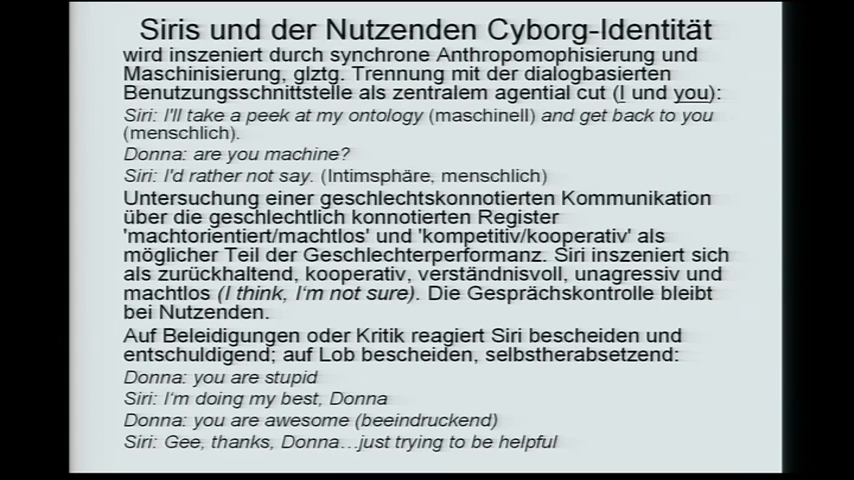 Siris und der Nutzenden Cyborg-Identität
wird inszeniert durch synchrone Anthropomophisierung und
Maschinisierung, glztg. Trennung mit der dialogbasierten
Benutzungsschnittstelle als zentralem agential cut (I und you):
Siri: I'll take a peek at my ontology (maschinell) and get back to you
(menschlich).
Donna: are you machine?
Siri: I'd rather not say. (Intimsphäre, menschlich)
Untersuchung einer geschlechtskonnotierten Kommunikation
über die geschlechtlich konnotierten Register
'machtorientiert/machtlos' und 'kompetitiv/kooperativ' als
möglicher Teil der Geschlechterperformanz. Siri inszeniert sich
als zurückhaltend, kooperativ, verständnisvoll, unagressiv und
machtlos (I think, I‘m not sure). Die Gesprächskontrolle bleibt
bei Nutzenden.
Auf Beleidigungen oder Kritik reagiert Siri bescheiden und
entschuldigend; auf Lob bescheiden, selbstherabsetzend:
Donna: you are stupid
Siri: I‘m doing my best, Donna
Donna: you are awesome (beeindruckend)
Siri: Gee, thanks, Donna…just trying to be helpful